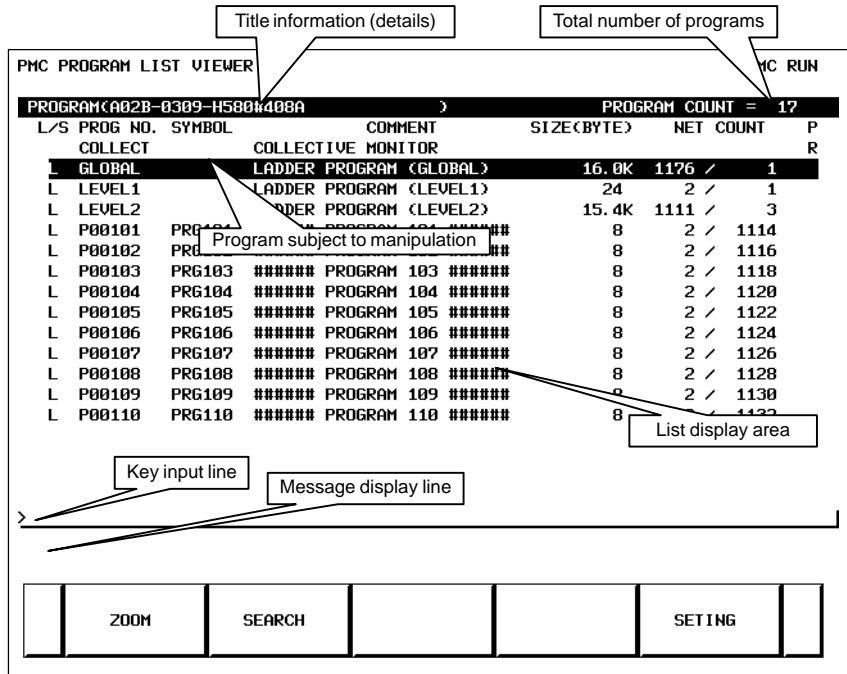 Title information (details)
Total number of programs
PMC PROGRAM LIST VIEWER MC RUN
PROGRAM(A02B-0309-H580#408A ) PROGRAM COUNT = 17
L/S PROG NO. SYMBOL COMMENT SIZE(BYTE) NET COUNT P
COLLECT COLLECTIVE MONITOR R
L GLOBAL LADDER PROGRAM (GLOBAL) 16.0K 1176 / 1
L LEVEL1 LADDER PROGRAM (LEVEL1) 24 2 / 1
L LEVEL2 LADDER PROGRAM (LEVEL2) 15.4K 1111 / 3
L P00101 8 2 / 1114
Program subject to manipulation
L P00102 8 2 / 1116
L P00103 PRG103 ###### PROGRAM 103 ###### 8 2 / 1118
L P00104 PRG104 ###### PROGRAM 104 ###### 8 2 / 1120
L P00105 PRG105 ###### PROGRAM 105 ###### 8 2 / 1122
L P00106 PRG106 ###### PROGRAM 106 ###### 8 2 / 1124
L P00107 PRG107 ###### PROGRAM 107 ###### 8 2 / 1126
L P00108 PRG108 ###### PROGRAM 108 ###### 8 2 / 1128
L P00109 PRG109 ###### PROGRAM 109 ###### 2 / 1130
L P00110 PRG110 ###### PROGRAM 110 ###### 8
List display area
Key input line
Message display line
>
ZOOM SEARCH SETING